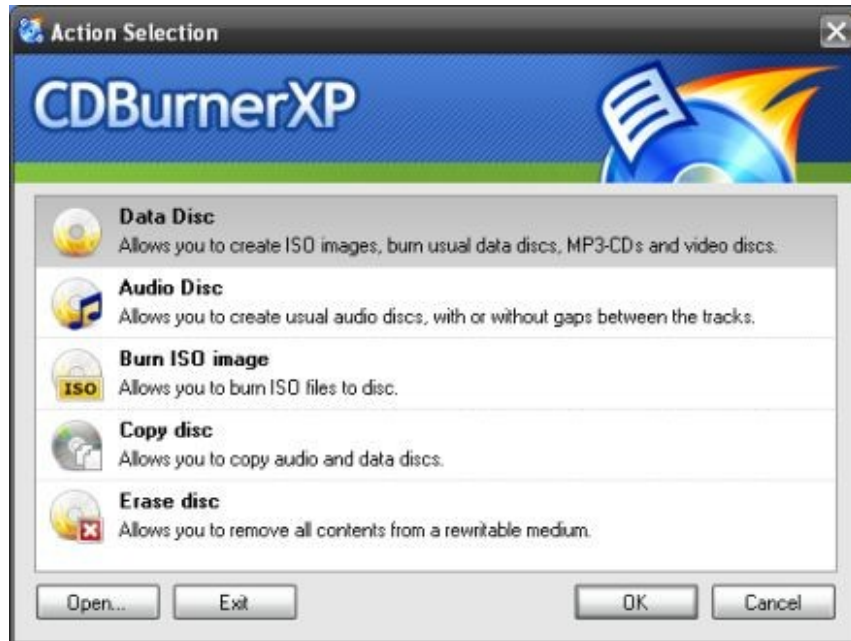 Action Selection
CDBurnerXP
Data Disc
Allows you to create ISO images, burn usual data discs, MP3-CDs and video discs.
Audio Disc
Allows you to create usual audio discs, with or without gaps between the tracks.
Burn ISO image
ISO
Allows you to burn ISO files to disc.
Copy disc
Allows you to copy audio and data discs.
Erase disc
Allows you to remove all contents from a rewritable medium.
Open... Exit OK Cancel